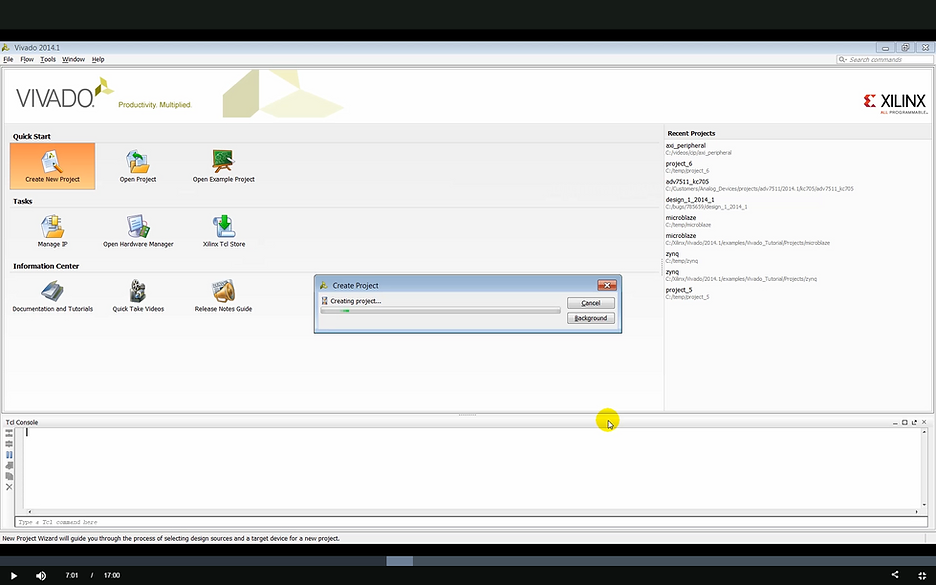 Vivado 2014.1
File Flow Tools Window Help
Search commands
VIVADO.
Productivity. Multiplied.
XILINX
ALL PROGRAMMABLE.
Quick Start
Create New Project
Open Project
Open Example Project
Tasks
Manage IP
Open Hardware Manager
Xilinx Tcl Store
Information Center
Documentation and Tutorials
Quick Take Videos
Release Notes Guide
Recent Projects
axi_peripheral
C:/videos/cip/axi_peripheral
project_6
C:/temp/project_6
adv7511_kc705
C:/Customers/Analog_Devices/projects/adv7511/2014.1/kc705/adv7511_kc705
design_1_2014_1
C:/bugs/785659/design_1_2014_1
microblaze
C:/temp/microblaze
microblaze
C:/Xilinx/Vivado/2014.1/examples/Vivado_Tutorial/Projects/microblaze
zynq
C:/temp/zynq
zynq
C:/Xilinx/Vivado/2014.1/examples/Vivado_Tutorial/Projects/zynq
project_5
C:/temp/project_5
Create Project
Creating project...
Cancel
Background
Tcl Console
Type a Tcl command here
New Project Wizard will guide you through the process of selecting design sources and a target device for a new project.
7:01 / 17:00